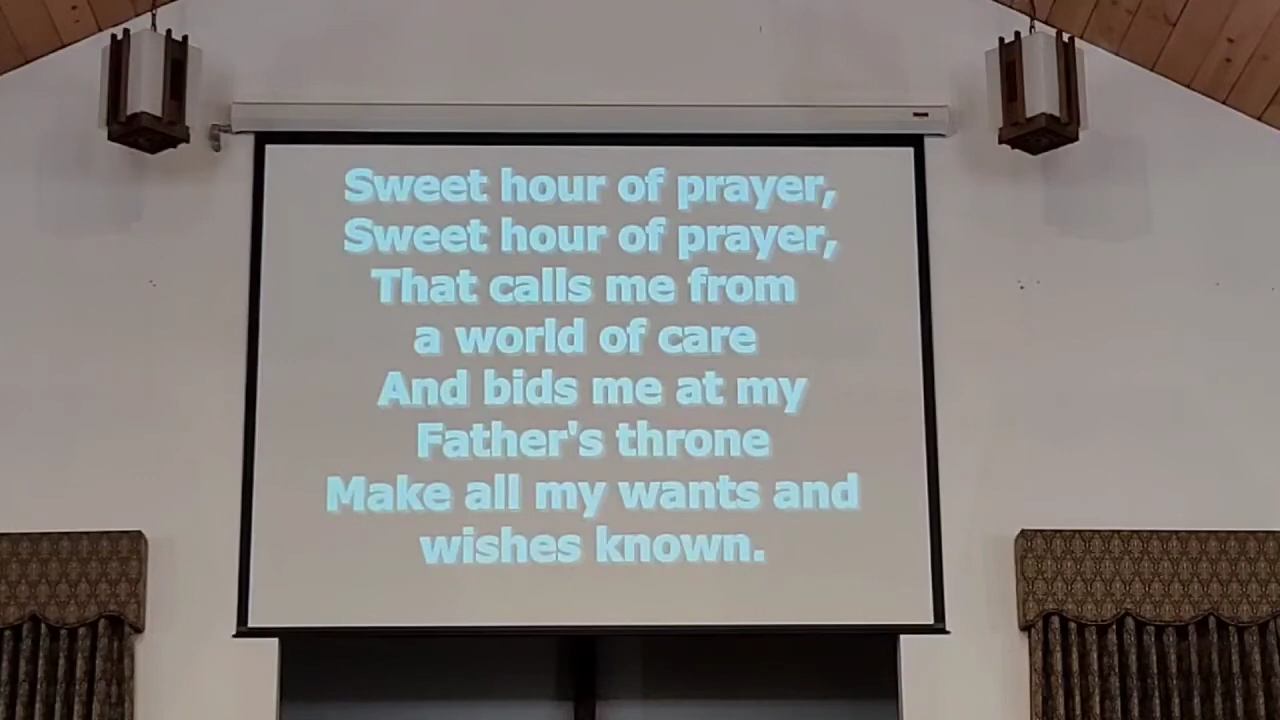 Sweet hour of prayer,
Sweet hour of prayer,
That calls me from
a world of care
And bids me at my
Father's throne
Make all my wants and
wishes known.